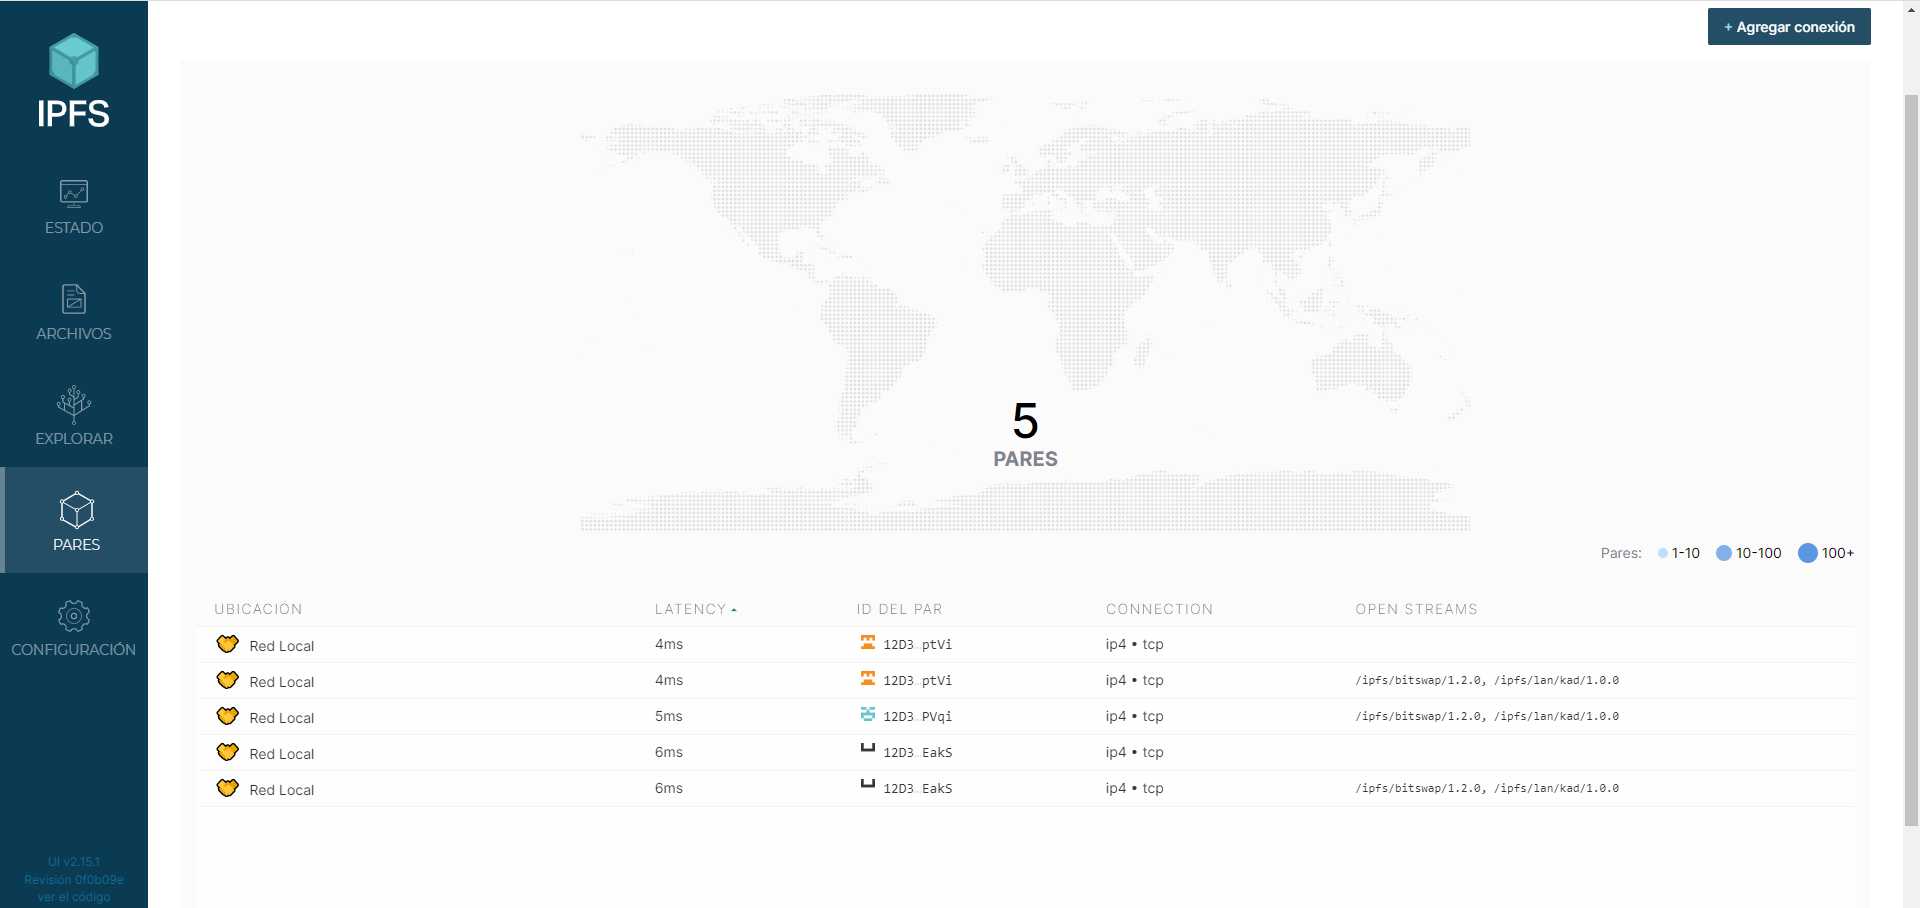 IPFS
ESTADO
ARCHIVOS
EXPLORAR
PARES
CONFIGURACIÓN
UI v2.15.1
Revisión 0f0b09e
ver el código
+ Agregar conexión
5
PARES
Pares: 1-10 10-100 100+
UBICACIÓN LATENCY ID DEL PAR CONNECTION OPEN STREAMS
Red Local 4ms 12D3…ptVi ip4 • tcp
Red Local 4ms 12D3…ptVi ip4 • tcp /ipfs/bitswap/1.2.0, /ipfs/lan/kad/1.0.0
Red Local 5ms 12D3…PVqi ip4 • tcp /ipfs/bitswap/1.2.0, /ipfs/lan/kad/1.0.0
Red Local 6ms 12D3…EakS ip4 • tcp
Red Local 6ms 12D3…EakS ip4 • tcp /ipfs/bitswap/1.2.0, /ipfs/lan/kad/1.0.0